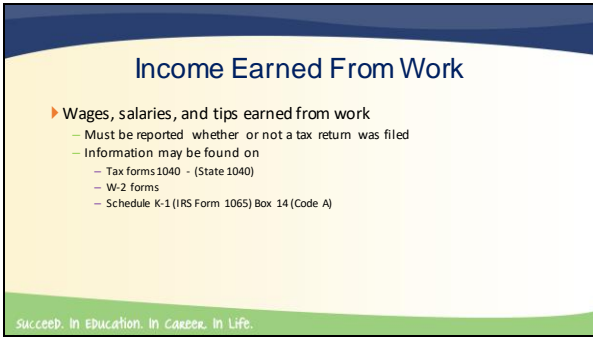 Income Earned From Work
Wages, salaries, and tips earned from work
– Must be reported whether or not a tax return was filed
– Information may be found on
– Tax forms 1040 - (State 1040)
– W-2 forms
– Schedule K-1 (IRS Form 1065) Box 14 (Code A)
Succeed. In Education. In Career. In Life.